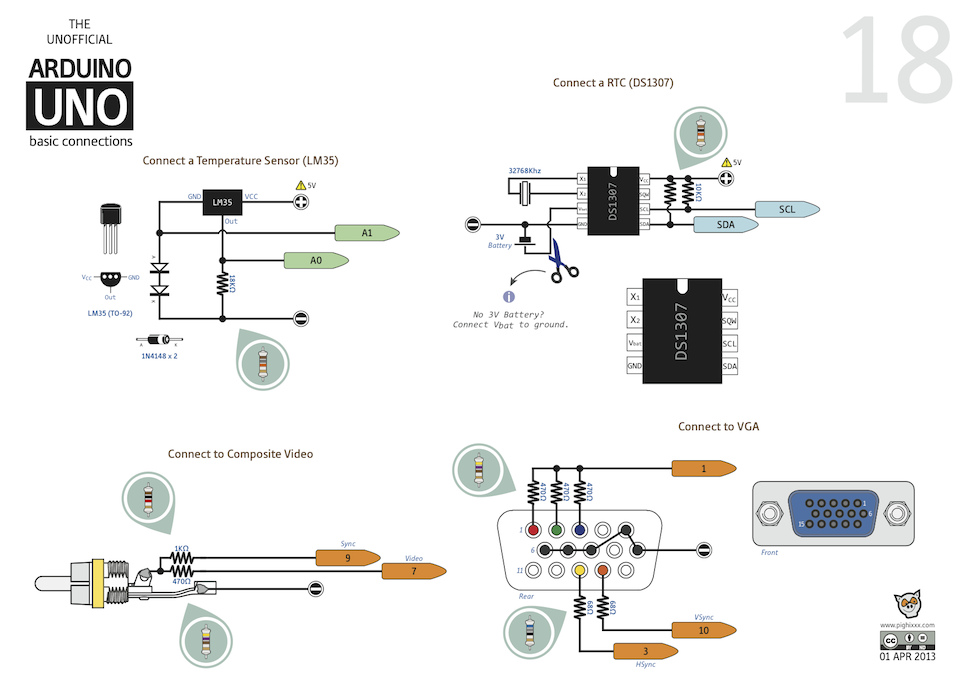 THE
UNOFFICIAL
ARDUINO
UNO
basic connections
18
Connect a Temperature Sensor (LM35)
5V
GND
LM35
VCC
Out
A1
A0
18KΩ
A
K
VCC
GND
Out
LM35 (TO-92)
A
K
1N4148 x 2
Connect a RTC (DS1307)
5V
32768Khz
X1
X2
Vbat
GND
DS1307
VCC
SQW
SCL
SDA
10KΩ
SCL
SDA
3V
Battery
i
No 3V Battery?
Connect Vbat to ground.
X1
X2
Vbat
GND
DS1307
VCC
SQW
SCL
SDA
Connect to Composite Video
1KΩ
470Ω
Sync
9
Video
7
Connect to VGA
1
470Ω
470Ω
470Ω
1
6
11
Rear
68Ω
68Ω
VSync
10
3
HSync
1
6
15
Front
www.pighixxx.com
cc
BY
ND
01 APR 2013